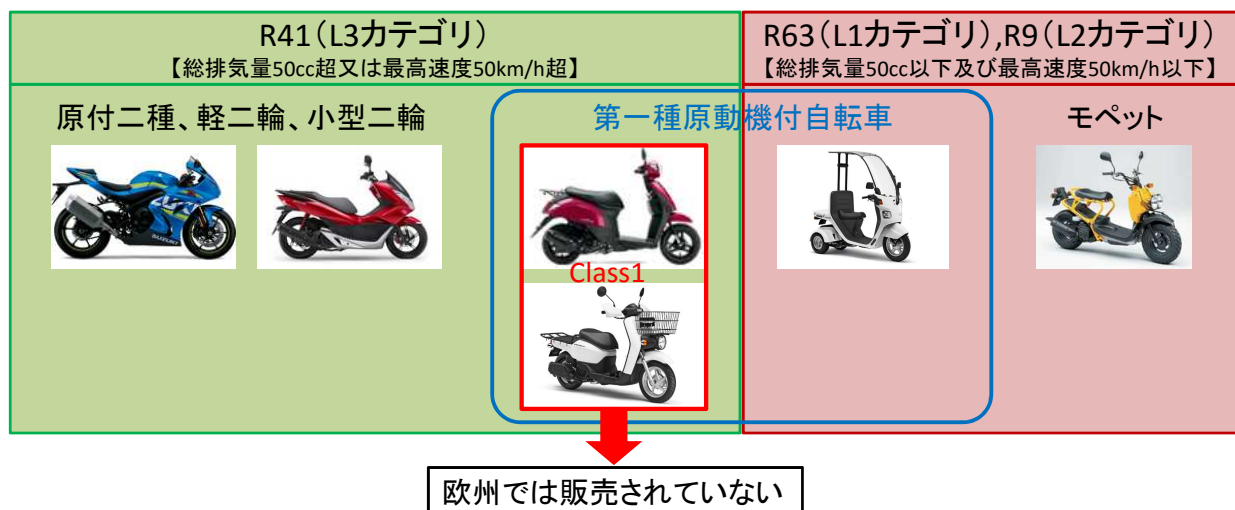 R41（L3カテゴリ）
【総排気量50cc超又は最高速度50km/h超】
R63（L1カテゴリ）,R9（L2カテゴリ）
【総排気量50cc以下及び最高速度50km/h以下】
原付二種、軽二輪、小型二輪
第一種原動機付自転車
モペット
SUZUKI
Class1
欧州では販売されていない